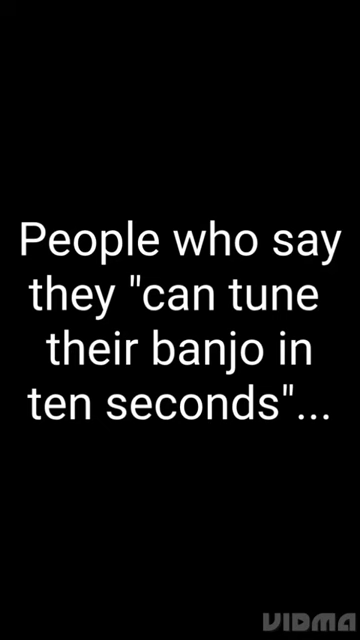 People who say
they "can tune
their banjo in
ten seconds"...
VIDMA